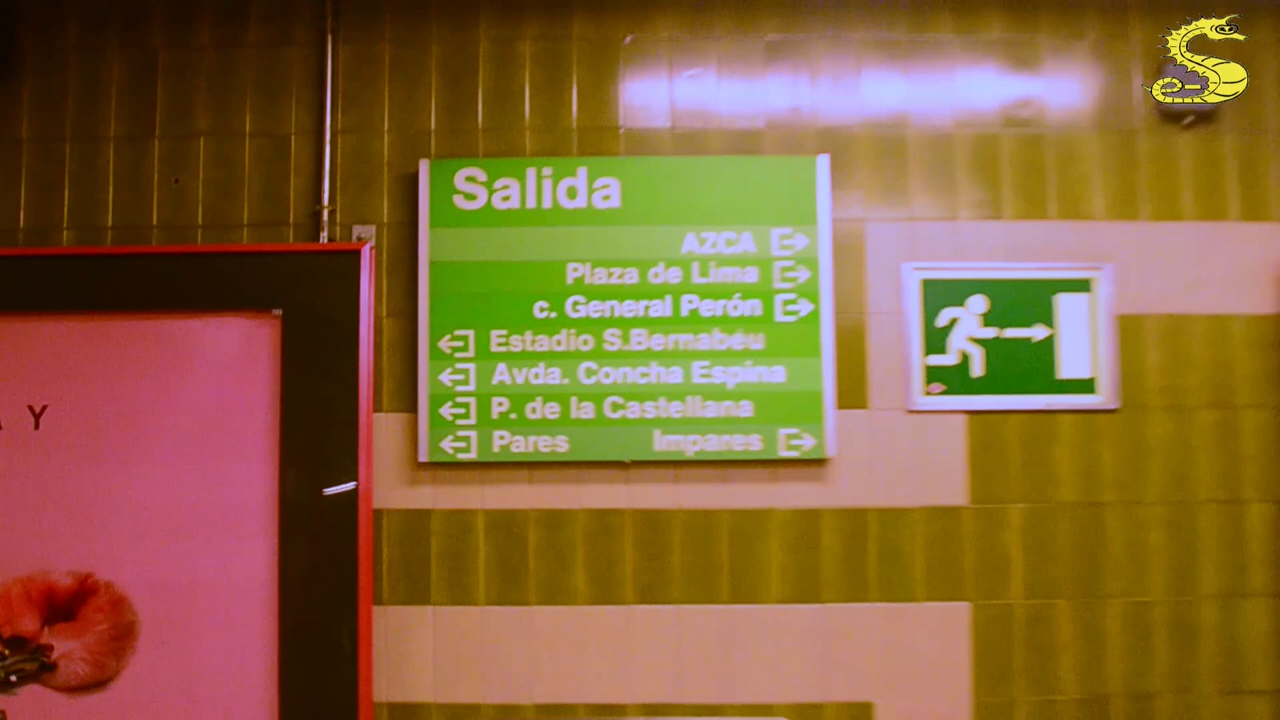 Salida
AZCA
Plaza de Lima
c. General Perón
Estadio S.Bernabéu
Avda. Concha Espina
P. de la Castellana
Pares Impares
Y